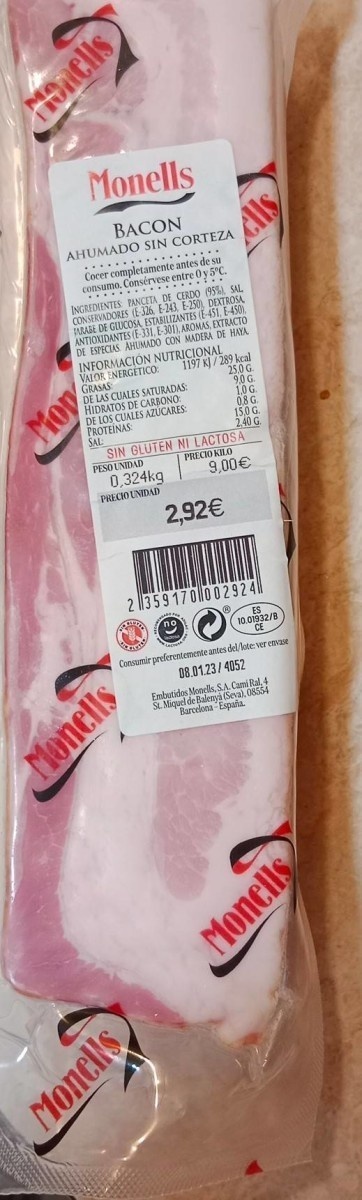 Monells
Monells
BACON
AHUMADO SIN CORTEZA
Cocer completamente antes de su
consumo. Consérvese entre 0 y 5ºC.
INGREDIENTES: PANCETA DE CERDO (95%), SAL,
CONSERVADORES (E-326, E-243, E-250), DEXTROSA,
JARABE DE GLUCOSA, ESTABILIZANTES (E-451, E-450),
ANTIOXIDANTES (E-331, E-301), AROMAS, EXTRACTO
DE ESPECIAS. AHUMADO CON MADERA DE HAYA.
INFORMACIÓN NUTRICIONAL
VALOR ENERGÉTICO: 1197 KJ / 289 kcal
GRASAS: 25,0 G.
DE LAS CUALES SATURADAS: 9,0 G.
HIDRATOS DE CARBONO: 1,0 G.
DE LOS CUALES AZÚCARES: 0,8 G.
PROTEÍNAS: 15,0 G.
SAL: 2,40 G.
SIN GLUTEN NI LACTOSA
PESO UNIDAD PRECIO KILO
0,324kg 9,00€
PRECIO UNIDAD
2,92€
2 359170 002924
ES
10.01932/B
CE
Consumir preferentemente antes del/lote: ver envase
08.01.23 / 4052
Embutidos Monells, S.A. Camí Ral, 4
St. Miquel de Balenyà (Seva), 08554
Barcelona - España.
Monells
Monells
Monells